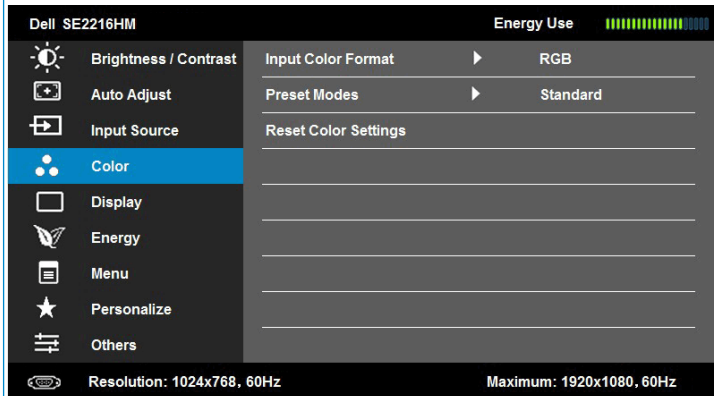 Dell SE2216HM Energy Use
Brightness / Contrast Input Color Format RGB
Auto Adjust Preset Modes Standard
Input Source Reset Color Settings
Color
Display
Energy
Menu
Personalize
Others
Resolution: 1024x768, 60Hz Maximum: 1920x1080, 60Hz